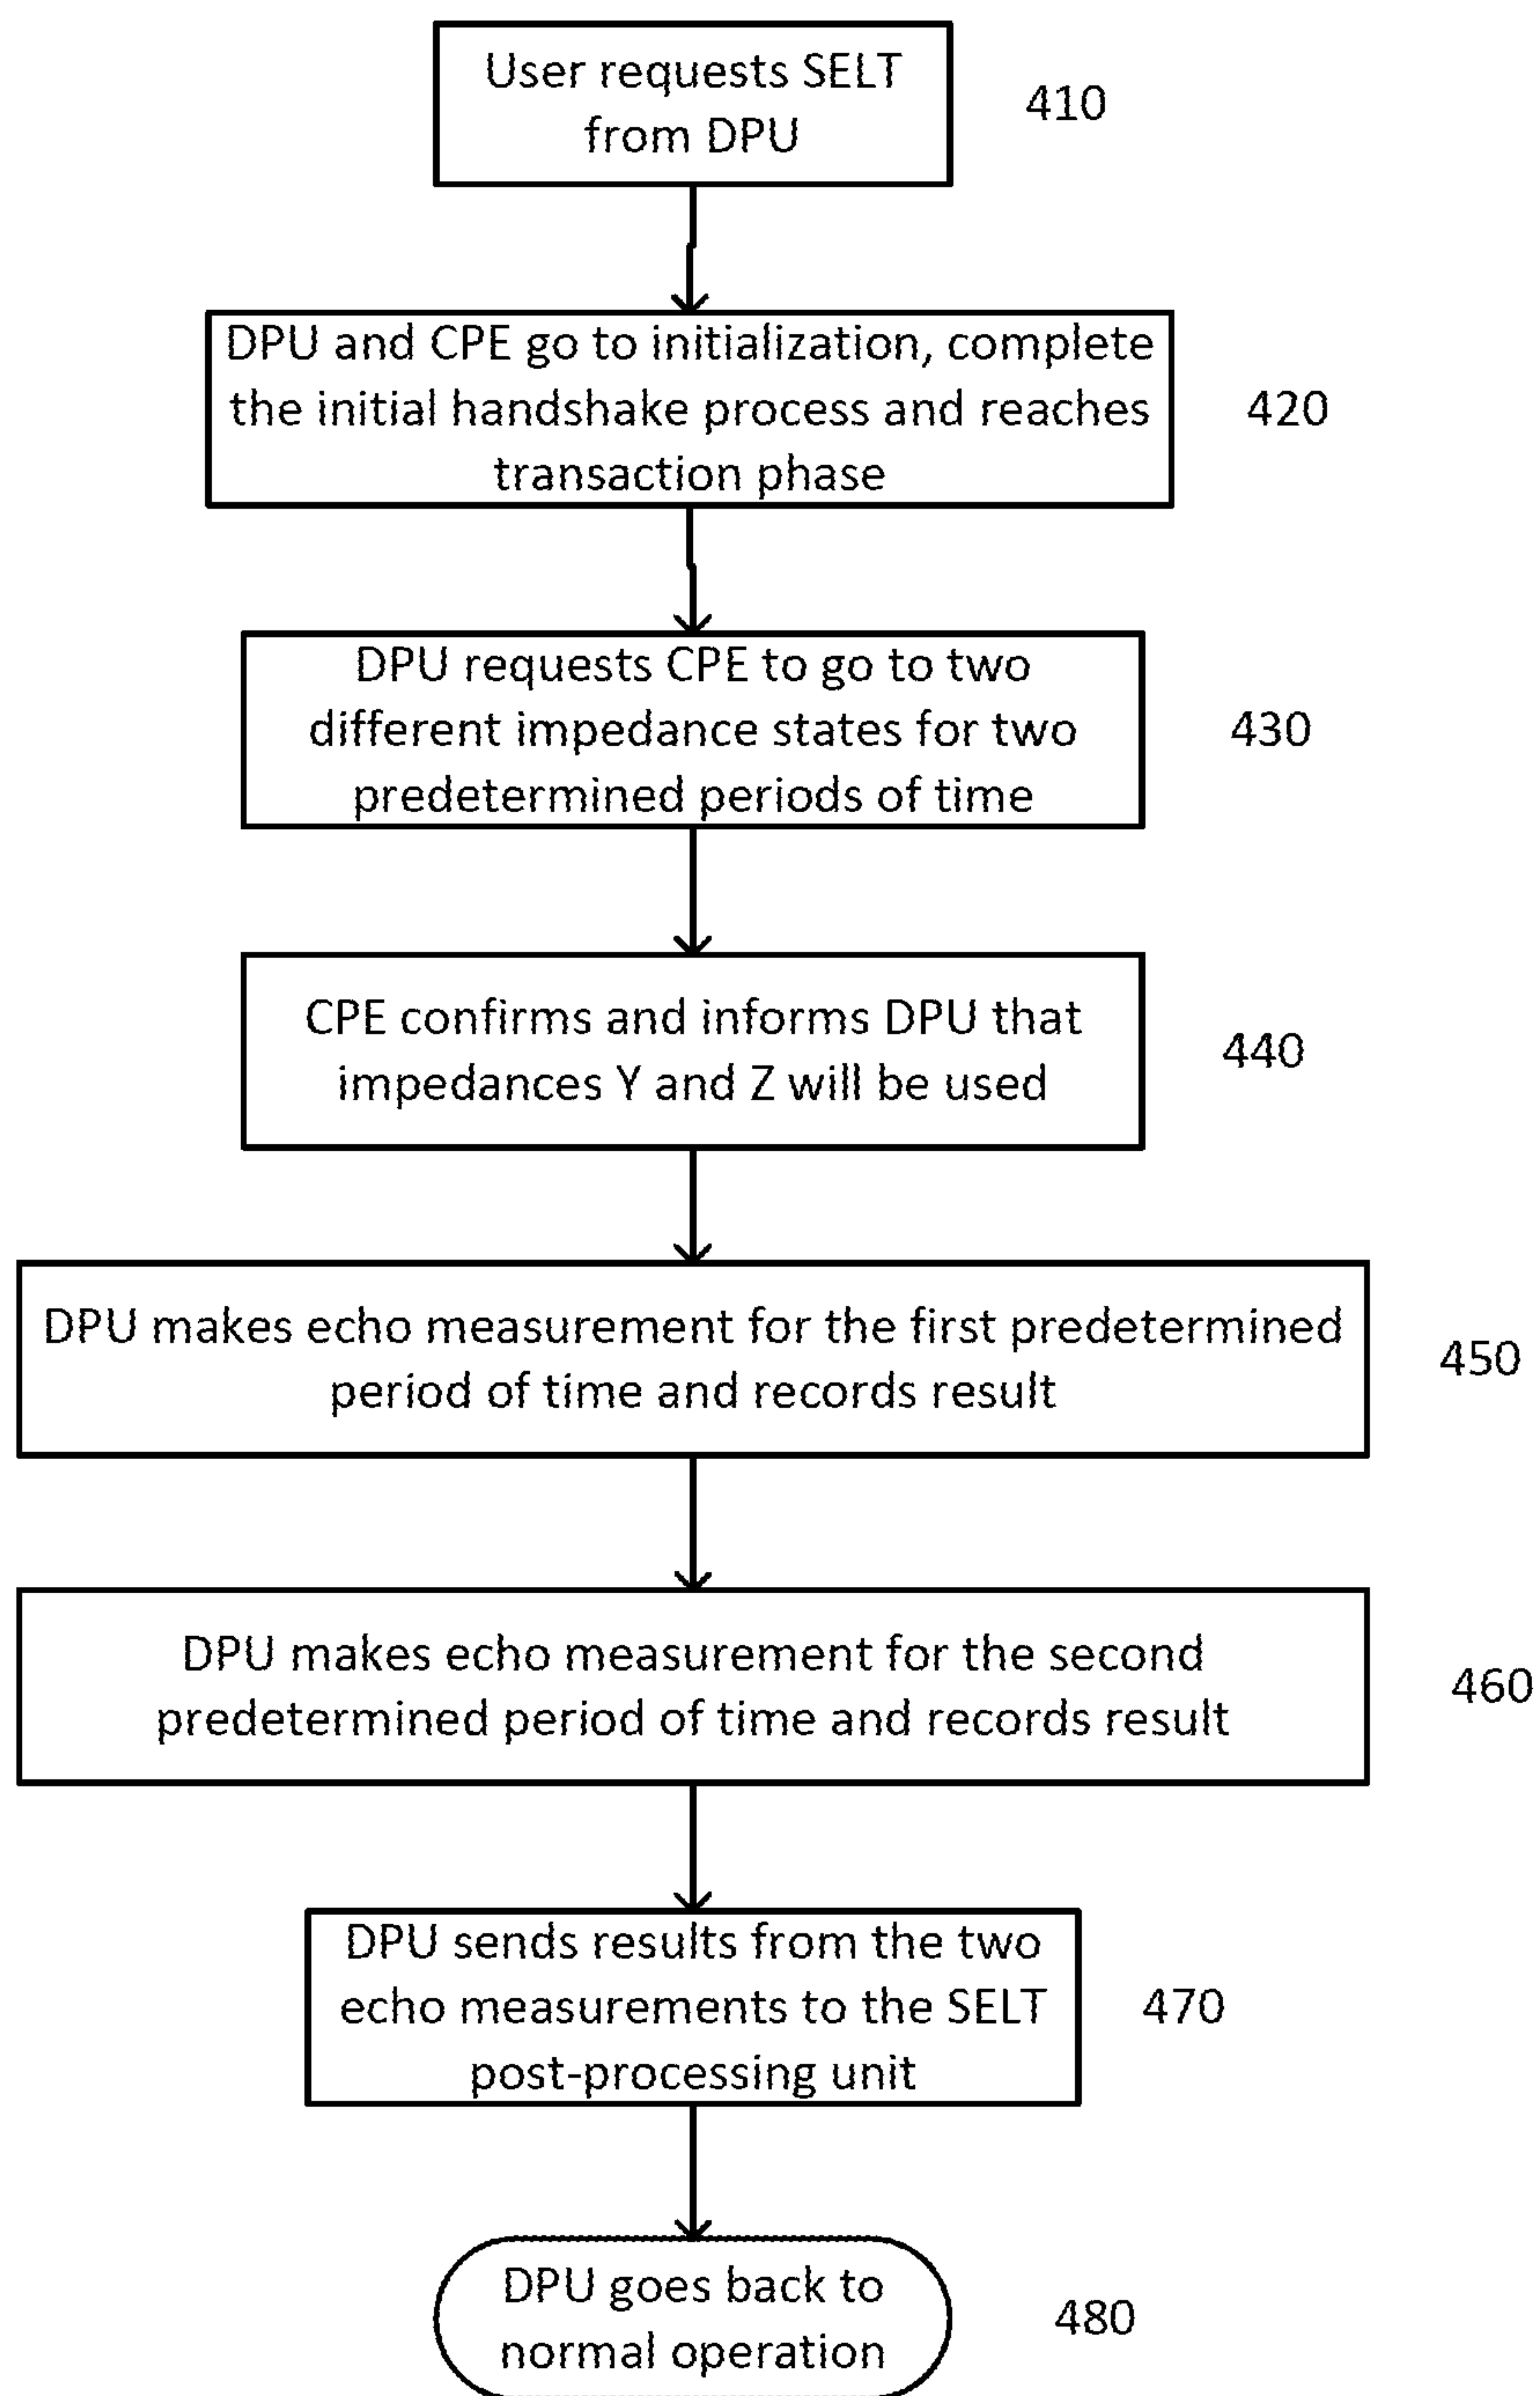 User requests SELT
from DPU
410
DPU and CPE go to initialization, complete
the initial handshake process and reaches
transaction phase
420
DPU requests CPE to go to two
different impedance states for two
predetermined periods of time
430
CPE confirms and informs DPU that
impedances Y and Z will be used
440
DPU makes echo measurement for the first predetermined
period of time and records result
450
DPU makes echo measurement for the second
predetermined period of time and records result
460
DPU sends results from the two
echo measurements to the SELT
post-processing unit
470
DPU goes back to
normal operation
480